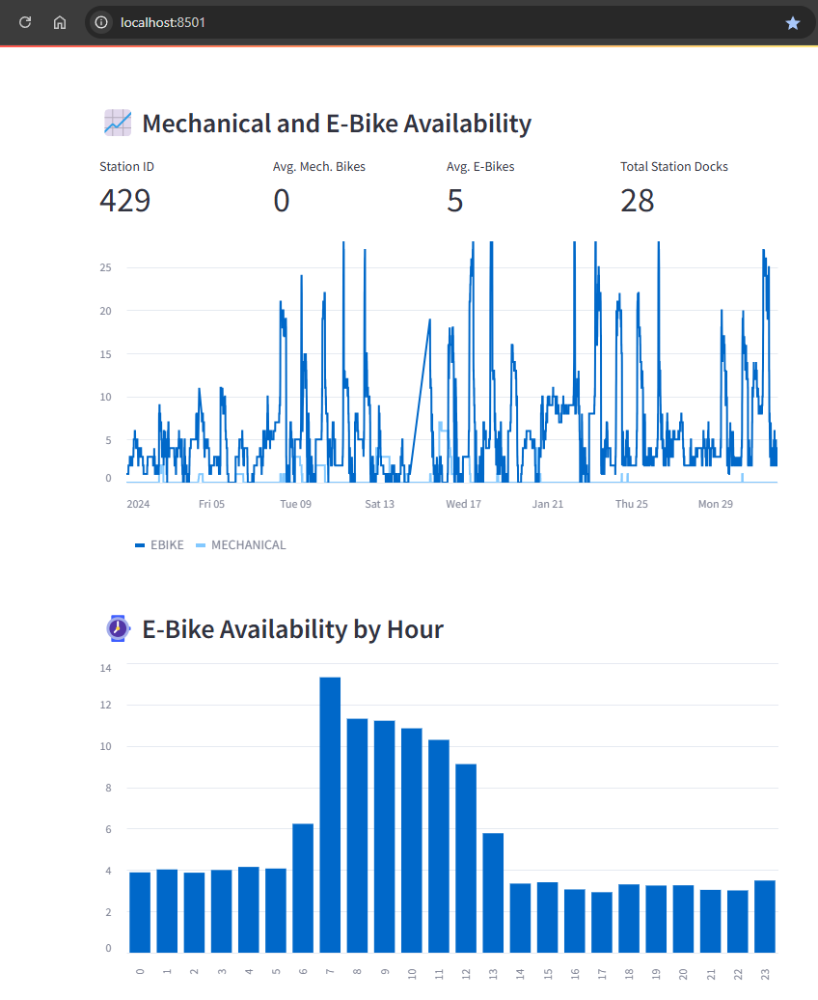 localhost:8501
Mechanical and E-Bike Availability
Station ID Avg. Mech. Bikes Avg. E-Bikes Total Station Docks
429 0 5 28
25
20
15
10
5
0
2024 Fri 05 Tue 09 Sat 13 Wed 17 Jan 21 Thu 25 Mon 29
EBIKE MECHANICAL
E-Bike Availability by Hour
14
12
10
8
6
4
2
0
0 1 2 3 4 5 6 7 8 9 10 11 12 13 14 15 16 17 18 19 20 21 22 23